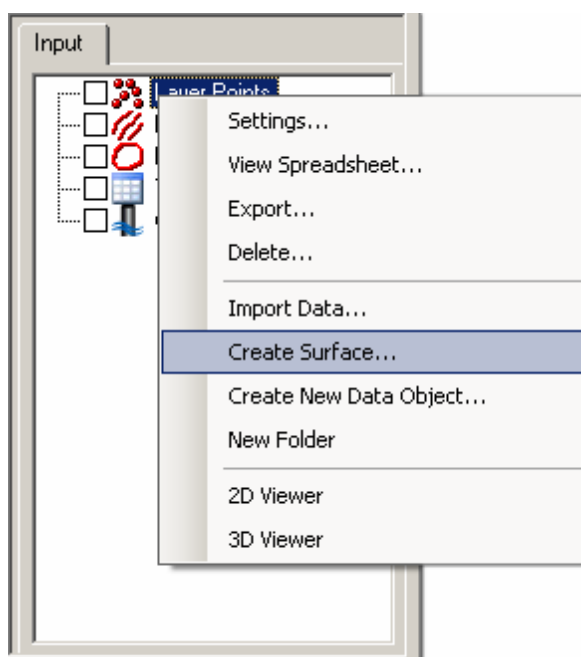 Input
Layer Points
Settings...
View Spreadsheet...
Export...
Delete...
Import Data...
Create Surface...
Create New Data Object...
New Folder
2D Viewer
3D Viewer